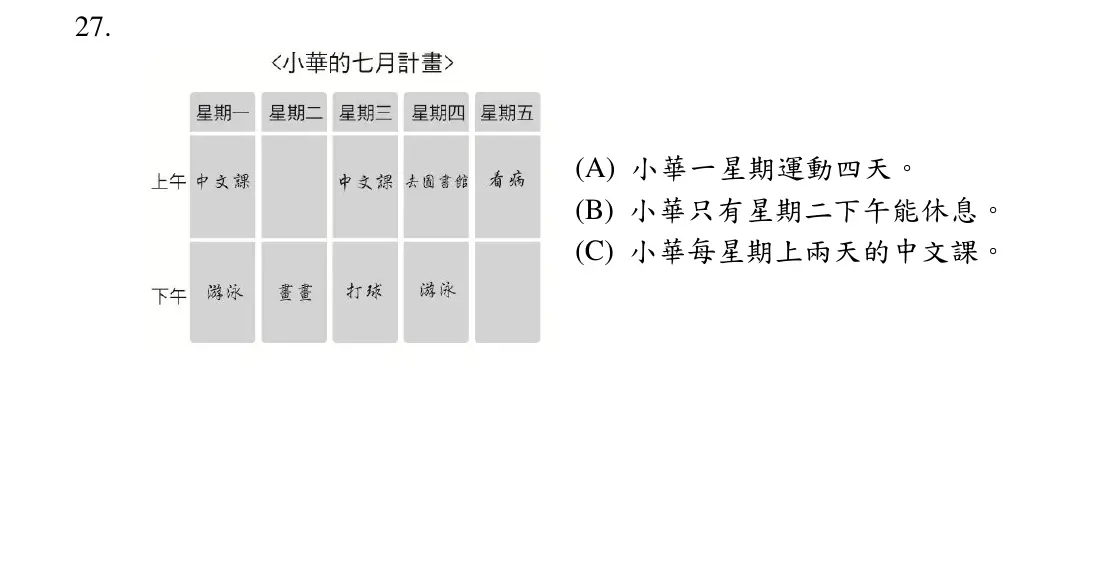 27.
<小華的七月計畫>
星期一 星期二 星期三 星期四 星期五
上午 中文課 中文課 去圖書館 看病
下午 游泳 畫畫 打球 游泳
(A) 小華一星期運動四天。
(B) 小華只有星期二下午能休息。
(C) 小華每星期上兩天的中文課。